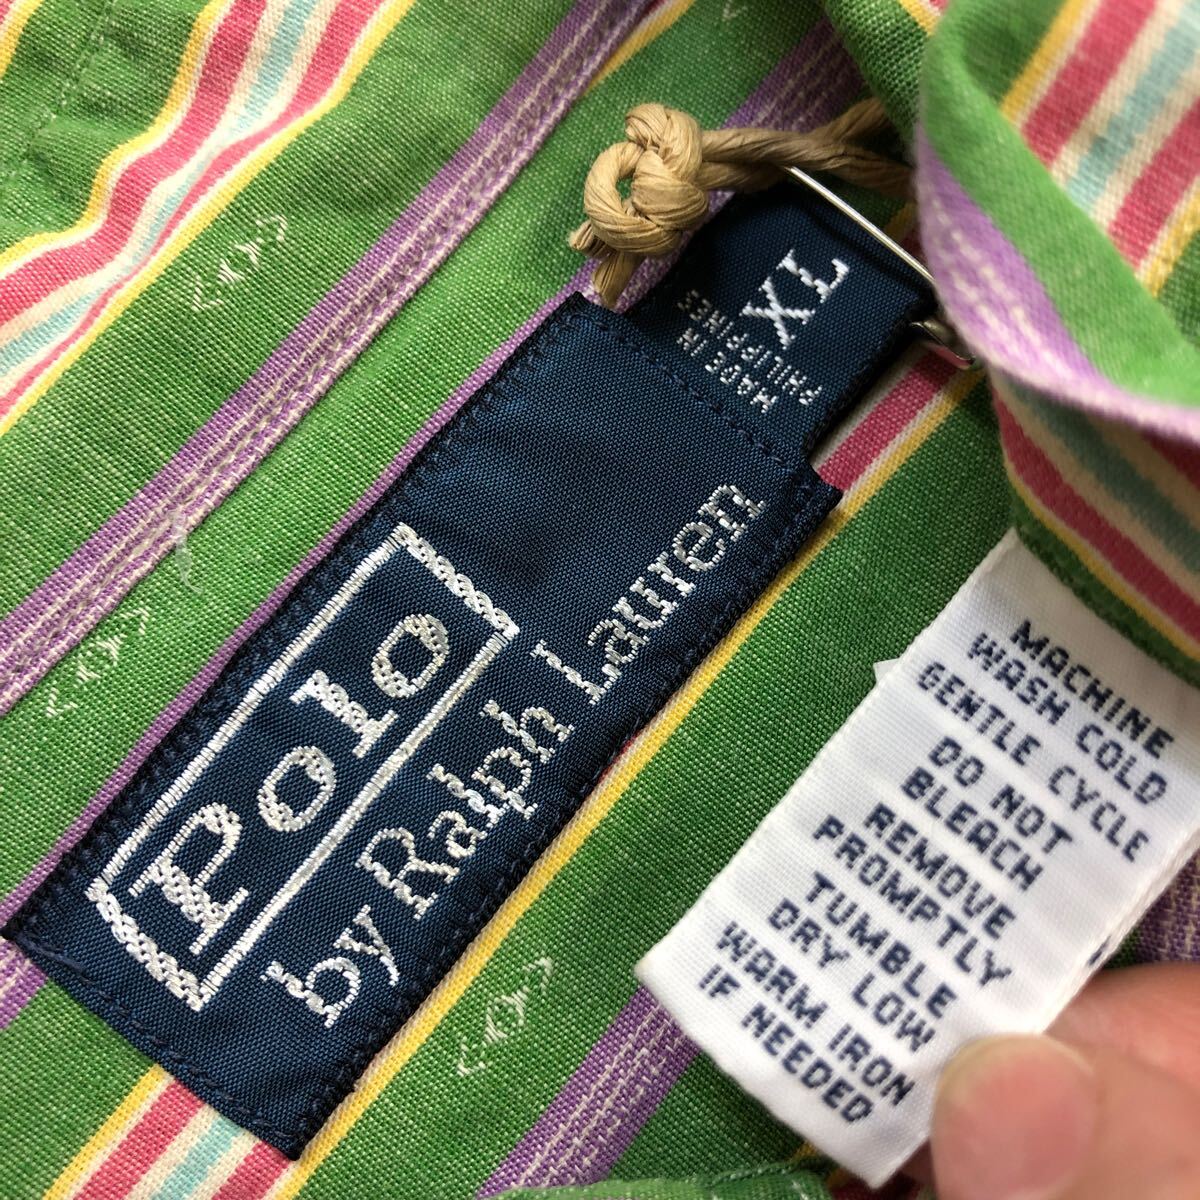 XL
MADE IN
PHILIPPINES
Polo
by Ralph Lauren
MACHINE
WASH COLD
GENTLE CYCLE
DO NOT
BLEACH
REMOVE
PROMPTLY
TUMBLE
DRY LOW
WARM IRON
IF NEEDED